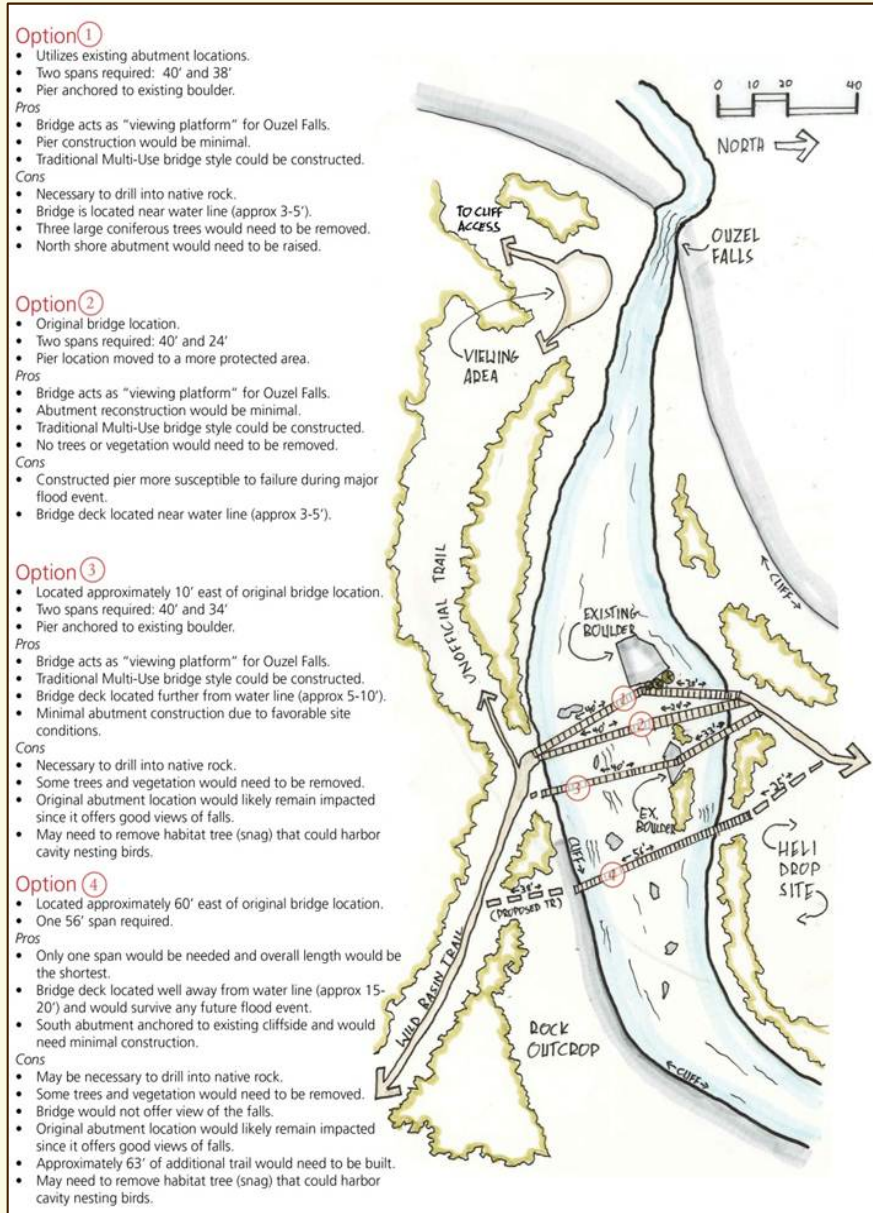 Option 1
• Utilizes existing abutment locations.
• Two spans required: 40' and 38'
• Pier anchored to existing boulder.
Pros
• Bridge acts as "viewing platform" for Ouzel Falls.
• Pier construction would be minimal.
• Traditional Multi-Use bridge style could be constructed.
Cons
• Necessary to drill into native rock.
• Bridge is located near water line (approx 3-5').
• Three large coniferous trees would need to be removed.
• North shore abutment would need to be raised.
Option 2
• Original bridge location.
• Two spans required: 40' and 24'
• Pier location moved to a more protected area.
Pros
• Bridge acts as "viewing platform" for Ouzel Falls.
• Abutment reconstruction would be minimal.
• Traditional Multi-Use bridge style could be constructed.
• No trees or vegetation would need to be removed.
Cons
• Constructed pier more susceptible to failure during major
flood event.
• Bridge deck located near water line (approx 3-5').
Option 3
• Located approximately 10' east of original bridge location.
• Two spans required: 40' and 34'
• Pier anchored to existing boulder.
Pros
• Bridge acts as "viewing platform" for Ouzel Falls.
• Traditional Multi-Use bridge style could be constructed.
• Bridge deck located further from water line (approx 5-10').
• Minimal abutment construction due to favorable site
conditions.
Cons
• Necessary to drill into native rock.
• Some trees and vegetation would need to be removed.
• Original abutment location would likely remain impacted
since it offers good views of falls.
• May need to remove habitat tree (snag) that could harbor
cavity nesting birds.
Option 4
• Located approximately 60' east of original bridge location.
• One 56' span required.
Pros
• Only one span would be needed and overall length would be
the shortest.
• Bridge deck located well away from water line (approx 15-
20') and would survive any future flood event.
• South abutment anchored to existing cliffside and would
need minimal construction.
Cons
• May be necessary to drill into native rock.
• Some trees and vegetation would need to be removed.
• Bridge would not offer view of the falls.
• Original abutment location would likely remain impacted
since it offers good views of falls.
• Approximately 63' of additional trail would need to be built.
• May need to remove habitat tree (snag) that could harbor
cavity nesting birds.
0 10 20 40
NORTH
TO CLIFF
ACCESS
OUZEL
FALLS
VIEWING
AREA
CLIFF
UNOFFICIAL TRAIL
EXISTING
BOULDER
40'
1
38'
40'
2
24'
40'
3
33'
EX.
BOULDER
CLIFF
56'
4
25'
38'
(PROPOSED TR)
HELI
DROP
SITE
WILD BASIN TRAIL
ROCK
OUTCROP
CLIFF